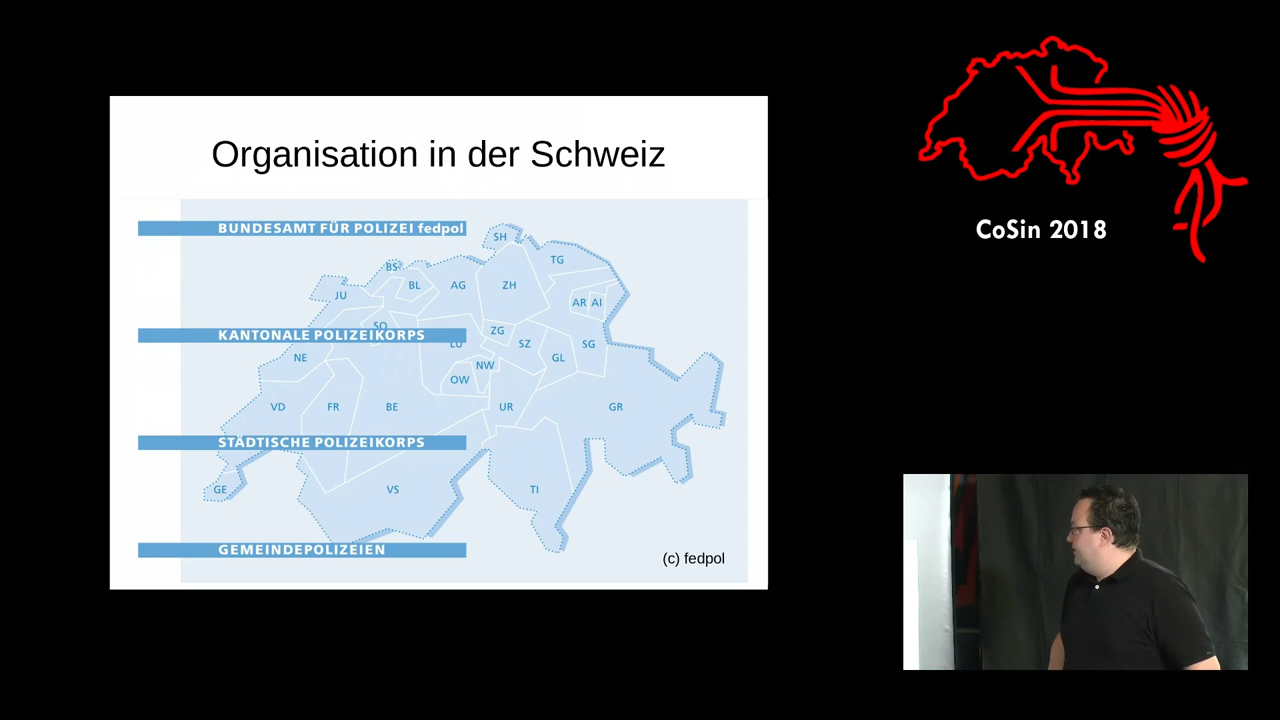 Organisation in der Schweiz
BUNDESAMT FÜR POLIZEI fedpol
SH
TG
BS
BL
AG
ZH
JU
AR
AI
SO
KANTONALE POLIZEIKORPS
LU
ZG
SZ
GL
SG
NE
NW
OW
VD
FR
BE
UR
GR
STÄDTISCHE POLIZEIKORPS
GE
VS
TI
GEMEINDEPOLIZEIEN
(c) fedpol
CoSin 2018